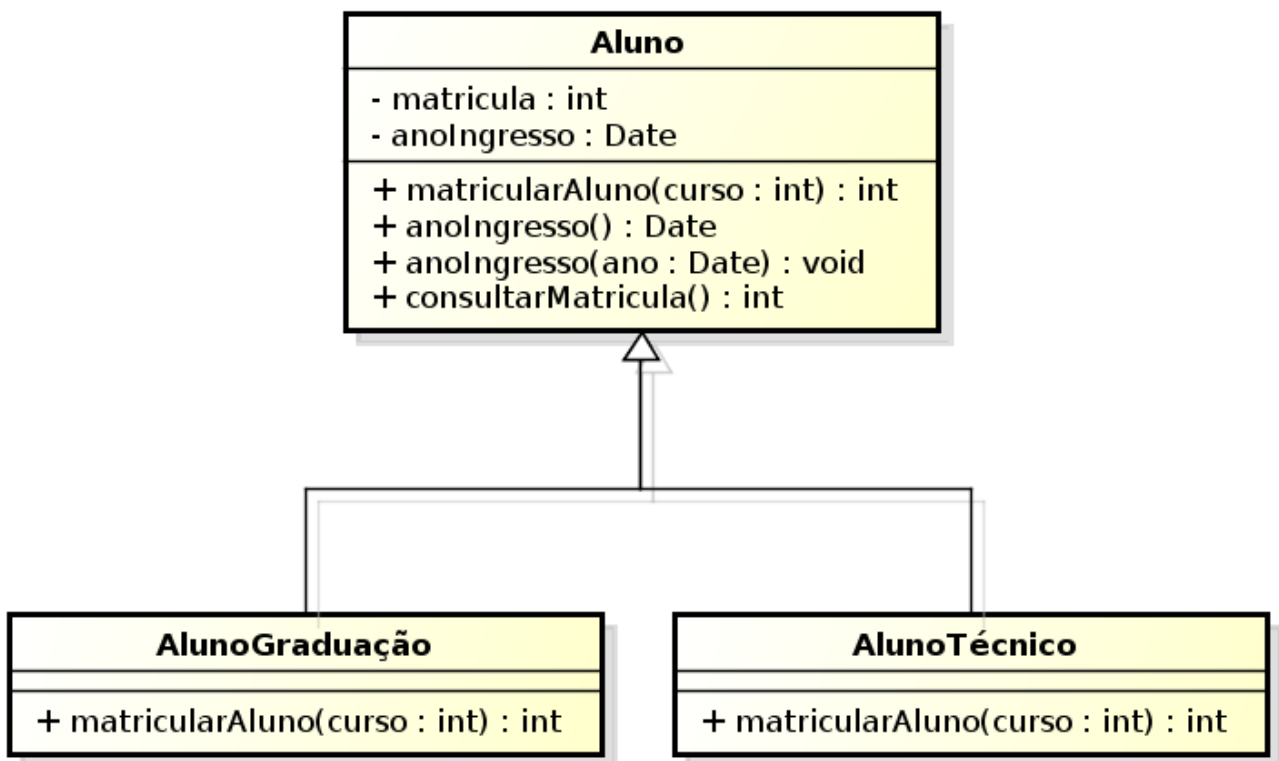 Aluno
- matricula : int
- anoIngresso : Date
+ matricularAluno(curso : int) : int
+ anoIngresso() : Date
+ anoIngresso(ano : Date) : void
+ consultarMatricula() : int
AlunoGraduação
+ matricularAluno(curso : int) : int
AlunoTécnico
+ matricularAluno(curso : int) : int